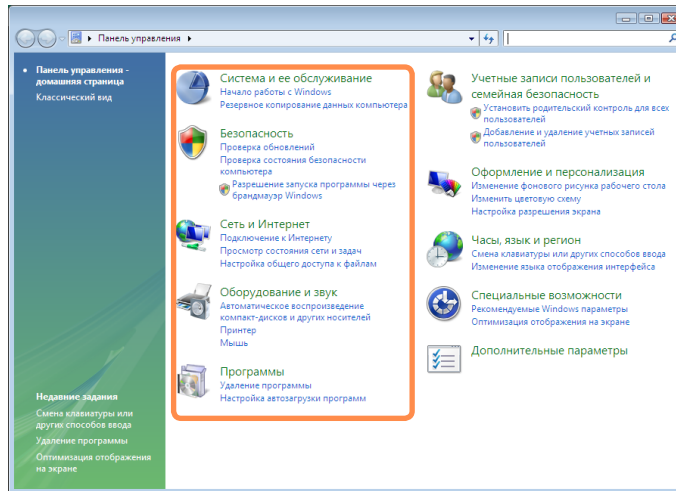 Панель управления
Панель управления -
домашняя страница
Классический вид
Система и ее обслуживание
Начало работы с Windows
Резервное копирование данных компьютера
Безопасность
Проверка обновлений
Проверка состояния безопасности
компьютера
Разрешение запуска программы через
брандмауэр Windows
Сеть и Интернет
Подключение к Интернету
Просмотр состояния сети и задач
Настройка общего доступа к файлам
Оборудование и звук
Автоматическое воспроизведение
компакт-дисков и других носителей
Принтер
Мышь
Программы
Удаление программы
Настройка автозагрузки программ
Учетные записи пользователей и
семейная безопасность
Установить родительский контроль для всех
пользователей
Добавление и удаление учетных записей
пользователей
Оформление и персонализация
Изменение фонового рисунка рабочего стола
Изменить цветовую схему
Настройка разрешения экрана
Часы, язык и регион
Смена клавиатуры или других способов ввода
Изменение языка отображения интерфейса
Специальные возможности
Рекомендуемые Windows параметры
Оптимизация отображения на экране
Дополнительные параметры
Недавние задания
Смена клавиатуры или
других способов ввода
Удаление программы
Оптимизация отображения
на экране